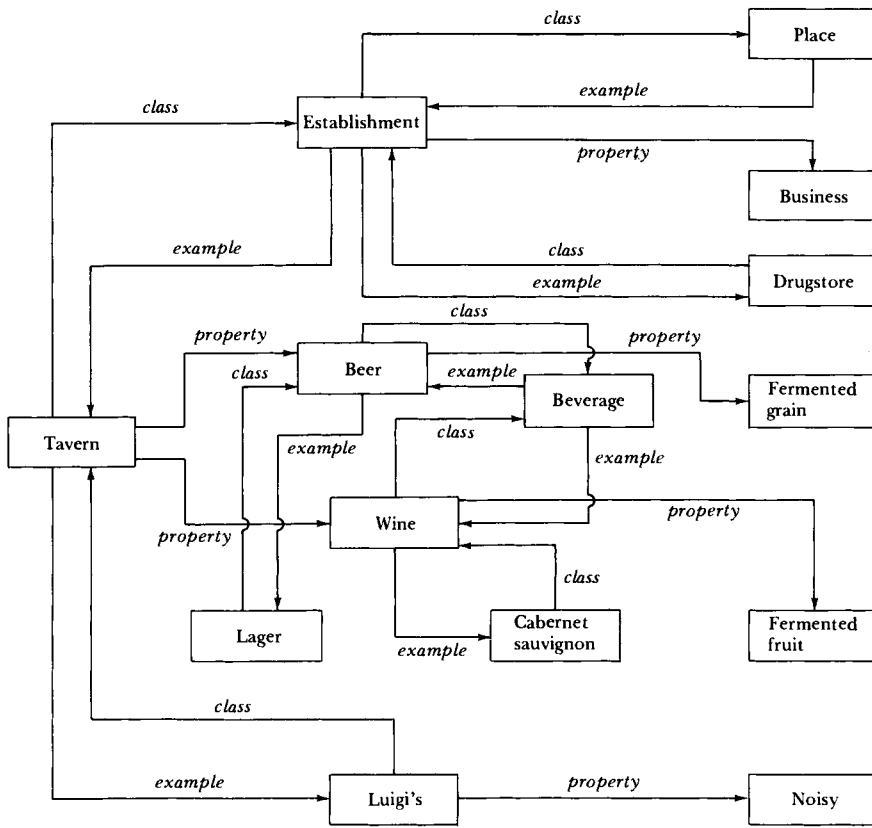 class
Place
example
class
Establishment
property
Business
example
class
Drugstore
example
class
property
property
Beer
class
example
Beverage
Fermented
grain
class
Tavern
example
example
property
Wine
property
class
Lager
Cabernet
sauvignon
example
Fermented
fruit
class
example
Luigi's
property
Noisy